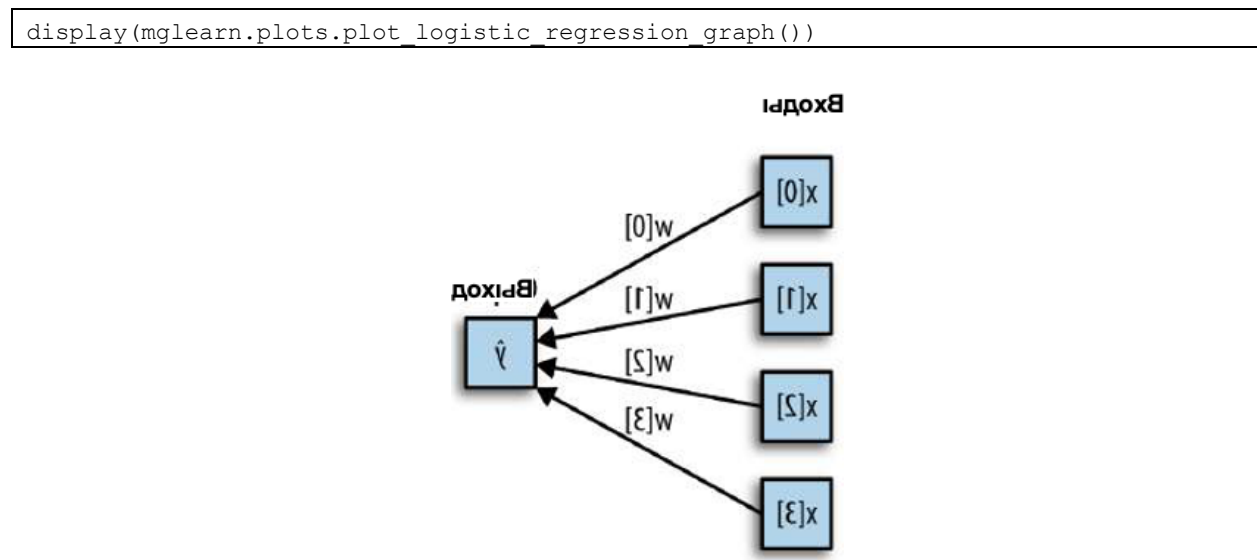 display(mglearn.plots.plot_logistic_regression_graph())
Входы
x[0]
w[0]
Выход
x[1]
w[1]
ŷ
w[2]
x[2]
w[3]
x[3]